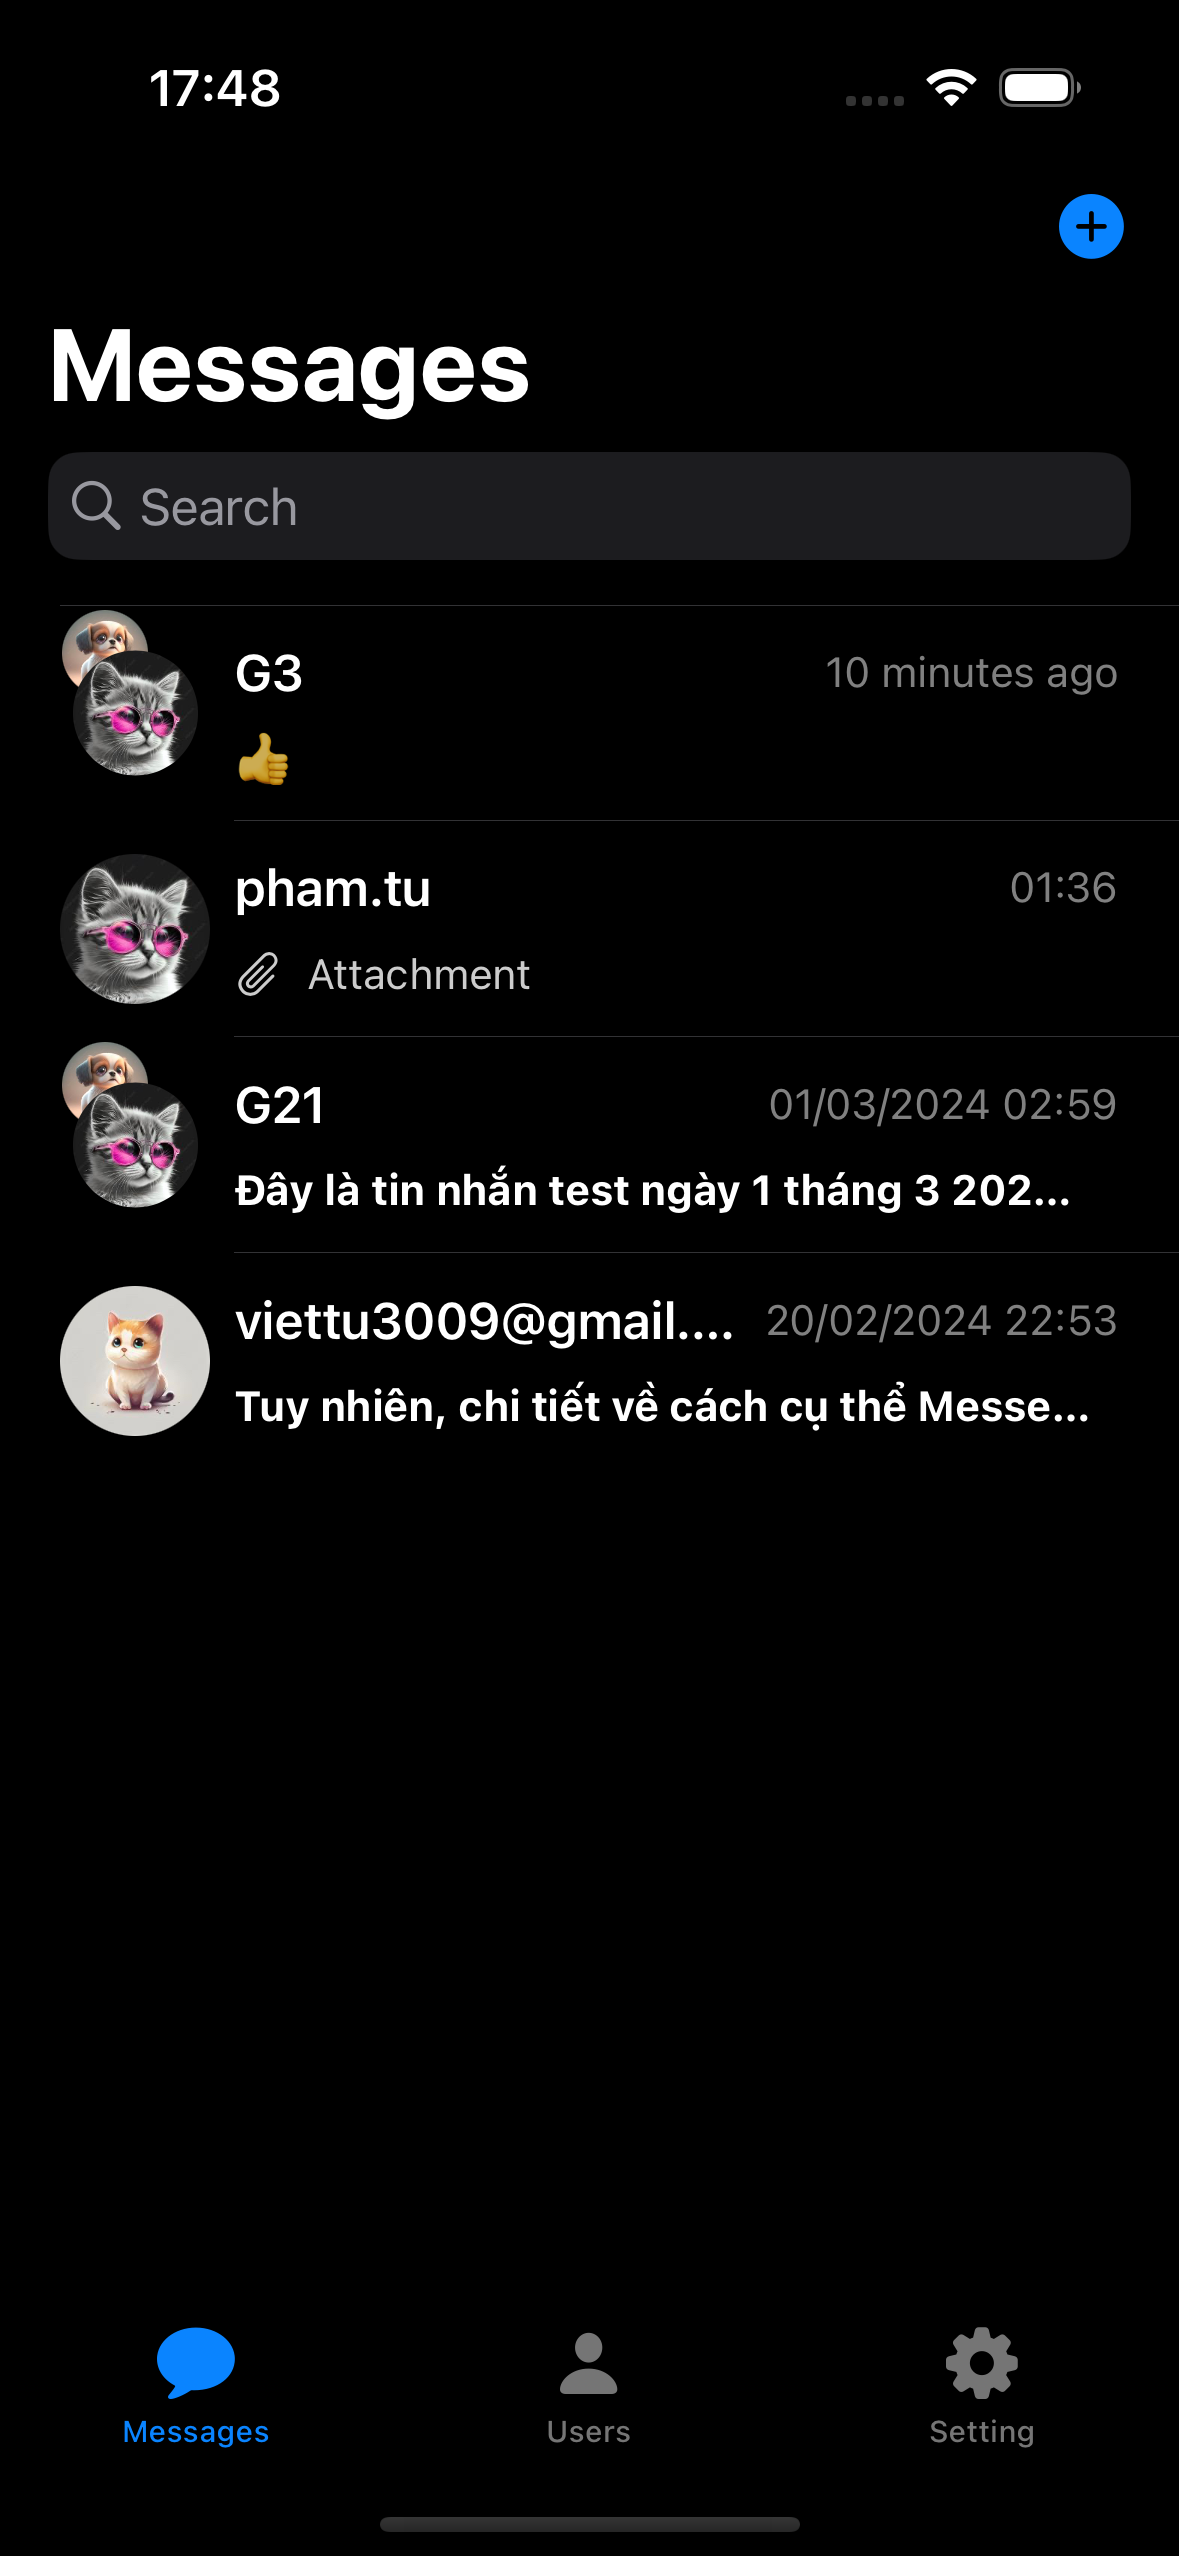 17:48
Messages
Search
G3
10 minutes ago
👍
pham.tu
01:36
Attachment
G21
01/03/2024 02:59
Đây là tin nhắn test ngày 1 tháng 3 202...
viettu3009@gmail....
20/02/2024 22:53
Tuy nhiên, chi tiết về cách cụ thể Messe...
Messages
Users
Setting